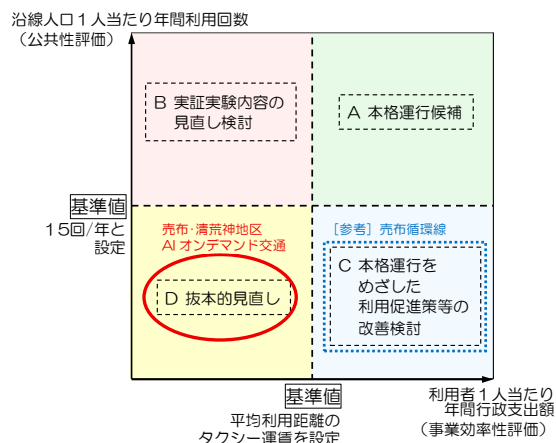 沿線人口1人当たり年間利用回数
（公共性評価）
B 実証実験内容の
見直し検討
A 本格運行候補
基準値
15回/年と
設定
売布・清荒神地区
AIオンデマンド交通
D 抜本的見直し
［参考］売布循環線
C 本格運行を
めざした
利用促進策等の
改善検討
基準値
平均利用距離の
タクシー運賃を設定
利用者1人当たり
年間行政支出額
（事業効率性評価）